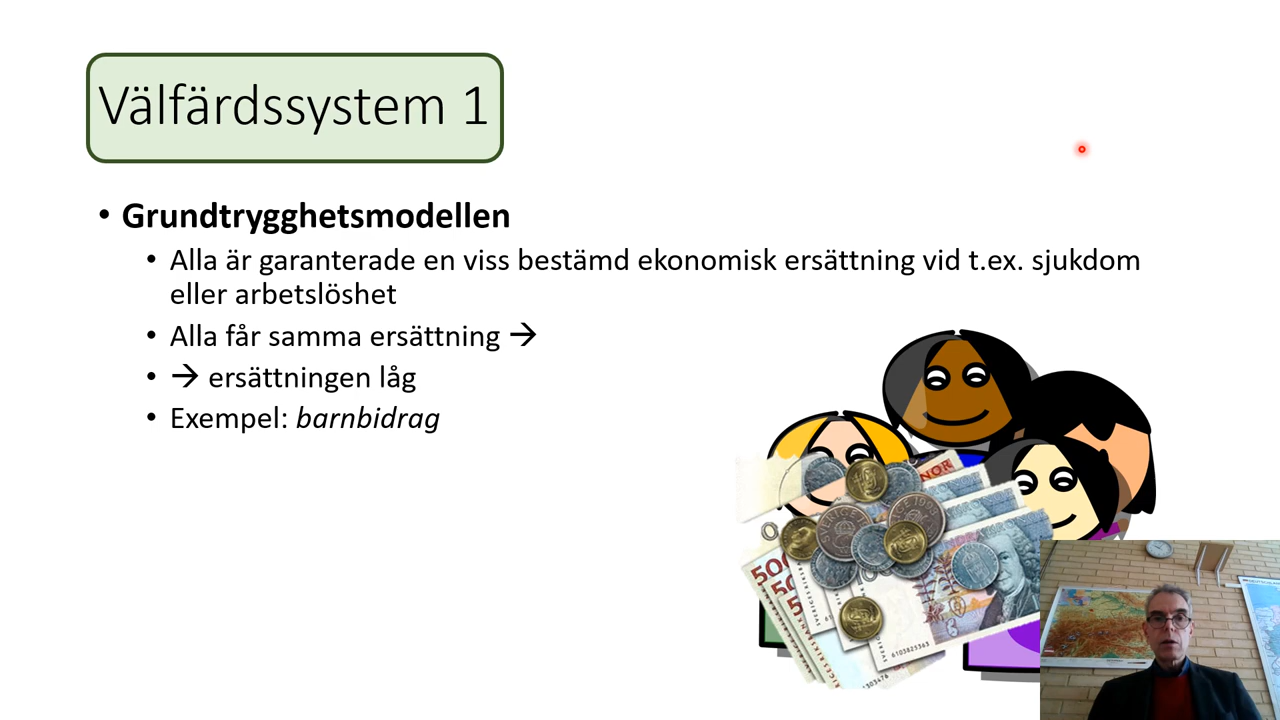 Välfärdssystem 1
• Grundtrygghetsmodellen
• Alla är garanterade en viss bestämd ekonomisk ersättning vid t.ex. sjukdom
eller arbetslöshet
• Alla får samma ersättning →
• → ersättningen låg
• Exempel: barnbidrag